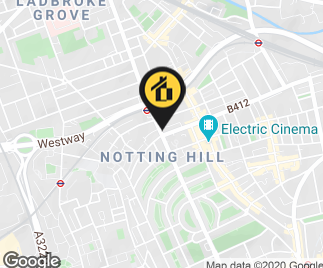 LADBROKE
GROVE
B412
Westway
Electric Cinema
NOTTING HILL
A32
Google
Map data ©2020 Google